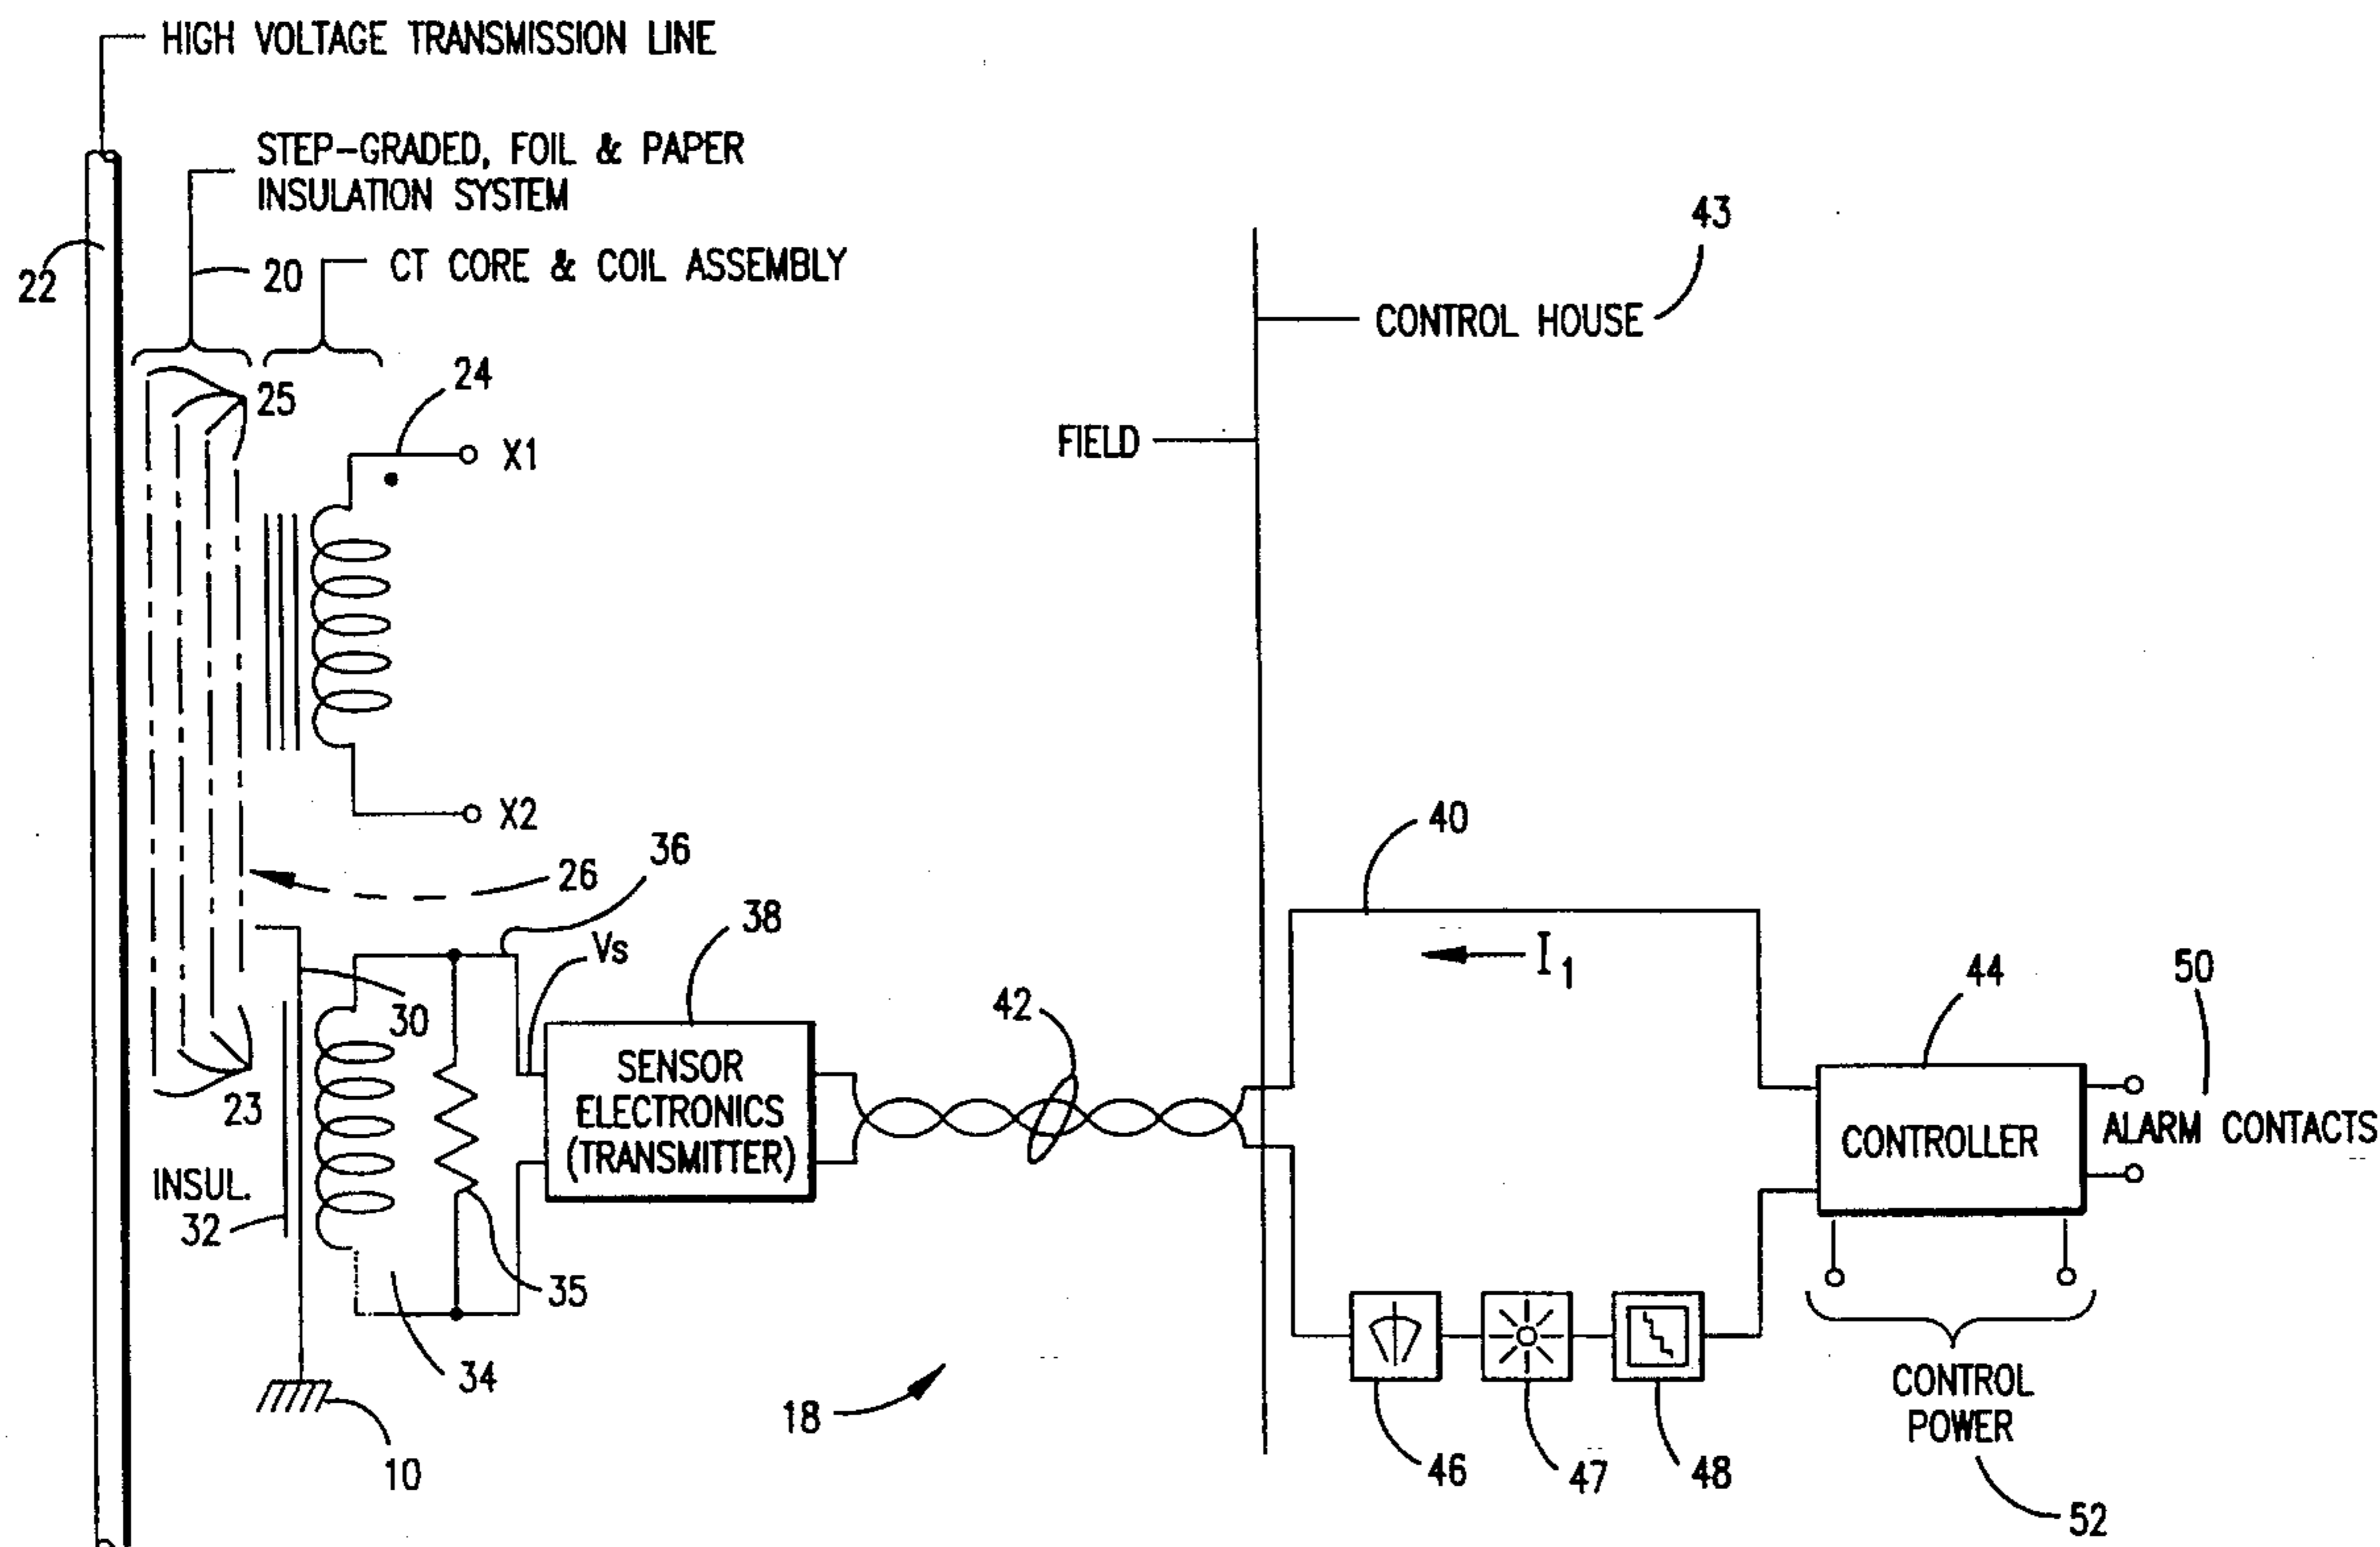 HIGH VOLTAGE TRANSMISSION LINE
STEP-GRADED, FOIL & PAPER
INSULATION SYSTEM
22
20
CT CORE & COIL ASSEMBLY
43
CONTROL HOUSE
24
25
FIELD
X1
X2
40
36
26
38
Vs
I1
44
50
30
42
SENSOR
ELECTRONICS
(TRANSMITTER)
23
CONTROLLER
ALARM CONTACTS
INSUL.
32
35
34
18
CONTROL
POWER
10
46
47
48
52